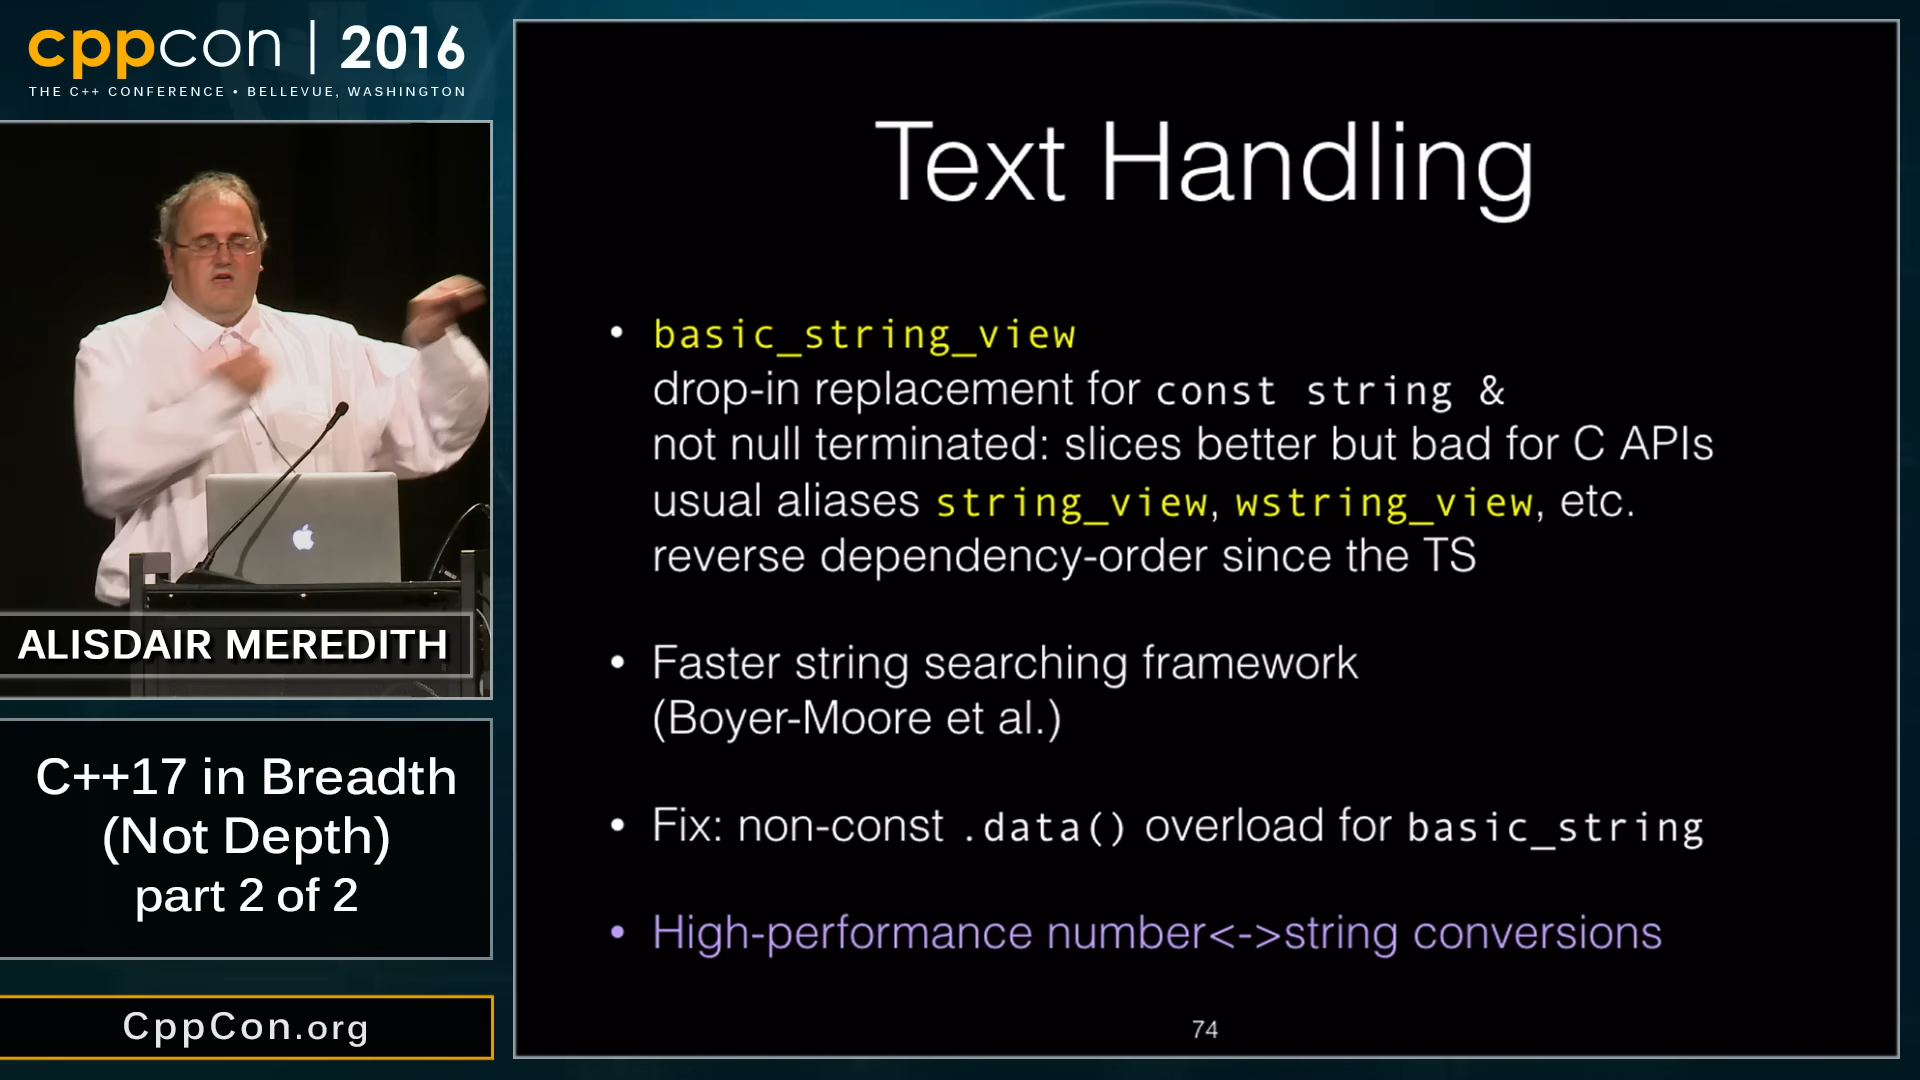 cppcon | 2016
THE C++ CONFERENCE • BELLEVUE, WASHINGTON
ALISDAIR MEREDITH
C++17 in Breadth
(Not Depth)
part 2 of 2
CppCon.org
Text Handling
• basic_string_view
drop-in replacement for const string &
not null terminated: slices better but bad for C APIs
usual aliases string_view, wstring_view, etc.
reverse dependency-order since the TS
• Faster string searching framework
(Boyer-Moore et al.)
• Fix: non-const .data() overload for basic_string
• High-performance number<->string conversions
74